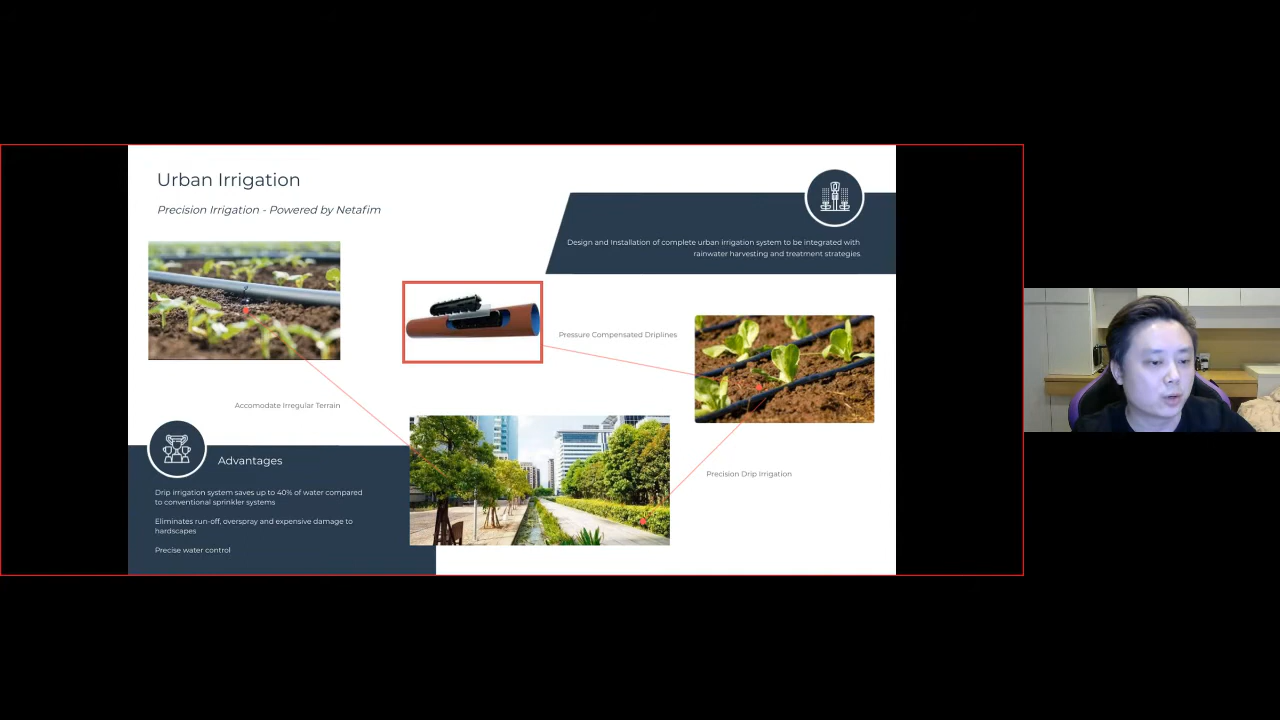 Urban Irrigation
Precision Irrigation - Powered by Netafim
Design and Installation of complete urban irrigation system to be integrated with
rainwater harvesting and treatment strategies
Pressure Compensated Driplines
Accomodate Irregular Terrain
Precision Drip Irrigation
Advantages
Drip irrigation system saves up to 40% of water compared
to conventional sprinkler systems
Eliminates run-off, overspray and expensive damage to
hardscapes
Precise water control